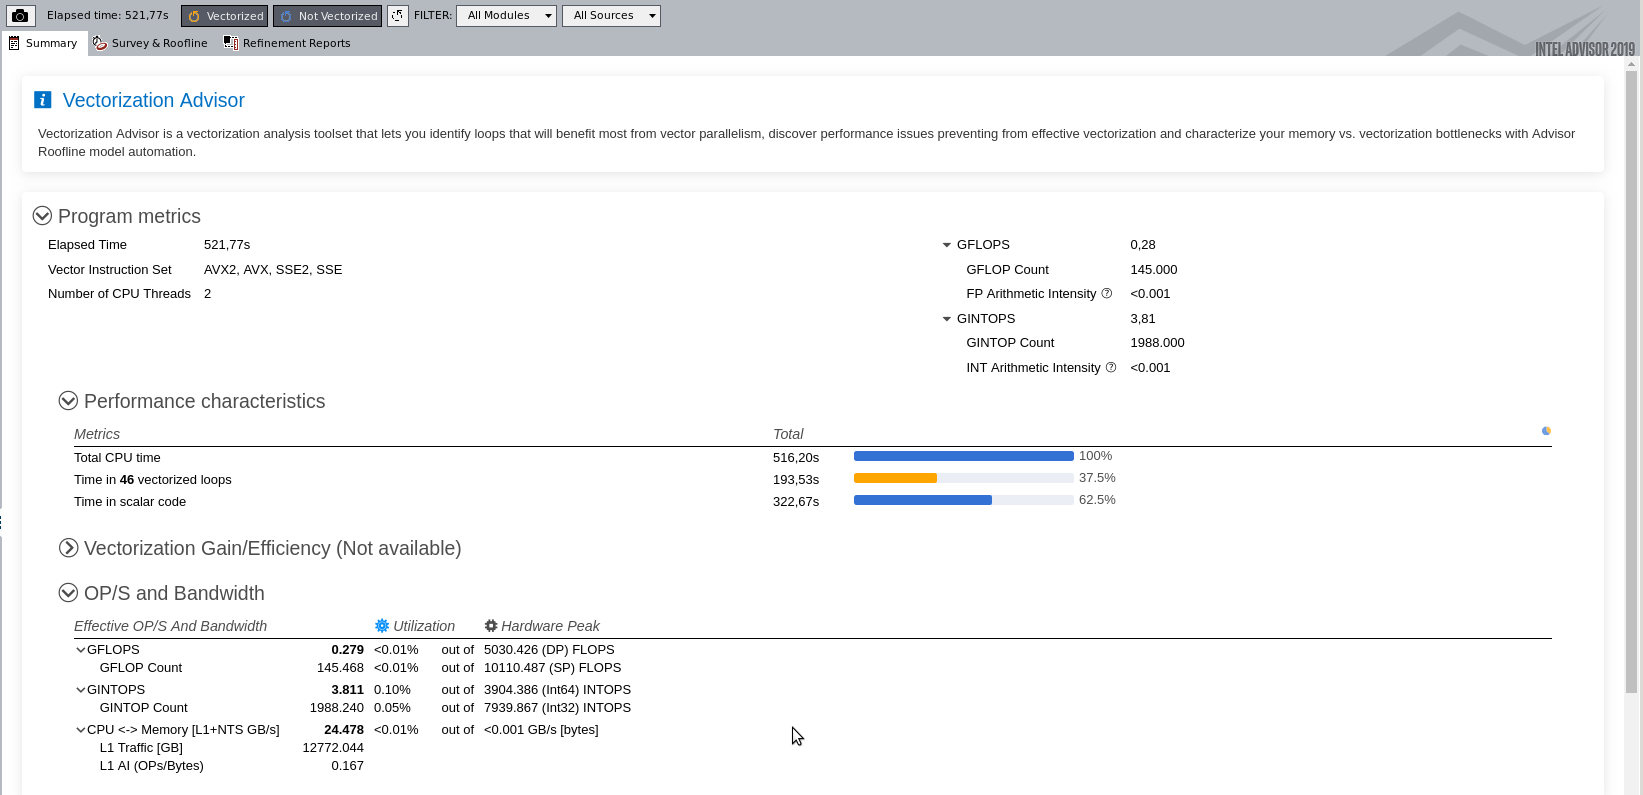 Elapsed time: 521,77s Vectorized Not Vectorized FILTER: All Modules All Sources
Summary Survey & Roofline Refinement Reports INTEL ADVISOR 2019
i Vectorization Advisor
Vectorization Advisor is a vectorization analysis toolset that lets you identify loops that will benefit most from vector parallelism, discover performance issues preventing from effective vectorization and characterize your memory vs. vectorization bottlenecks with Advisor
Roofline model automation.
Program metrics
Elapsed Time 521,77s GFLOPS 0,28
Vector Instruction Set AVX2, AVX, SSE2, SSE GFLOP Count 145.000
Number of CPU Threads 2 FP Arithmetic Intensity ? <0.001
GINTOPS 3,81
GINTOP Count 1988.000
INT Arithmetic Intensity ? <0.001
Performance characteristics
Metrics Total
Total CPU time 516,20s 100%
Time in 46 vectorized loops 193,53s 37.5%
Time in scalar code 322,67s 62.5%
Vectorization Gain/Efficiency (Not available)
OP/S and Bandwidth
Effective OP/S And Bandwidth Utilization Hardware Peak
GFLOPS 0.279 <0.01% out of 5030.426 (DP) FLOPS
GFLOP Count 145.468 <0.01% out of 10110.487 (SP) FLOPS
GINTOPS 3.811 0.10% out of 3904.386 (Int64) INTOPS
GINTOP Count 1988.240 0.05% out of 7939.867 (Int32) INTOPS
CPU <-> Memory [L1+NTS GB/s] 24.478 <0.01% out of <0.001 GB/s [bytes]
L1 Traffic [GB] 12772.044
L1 AI (OPs/Bytes) 0.167